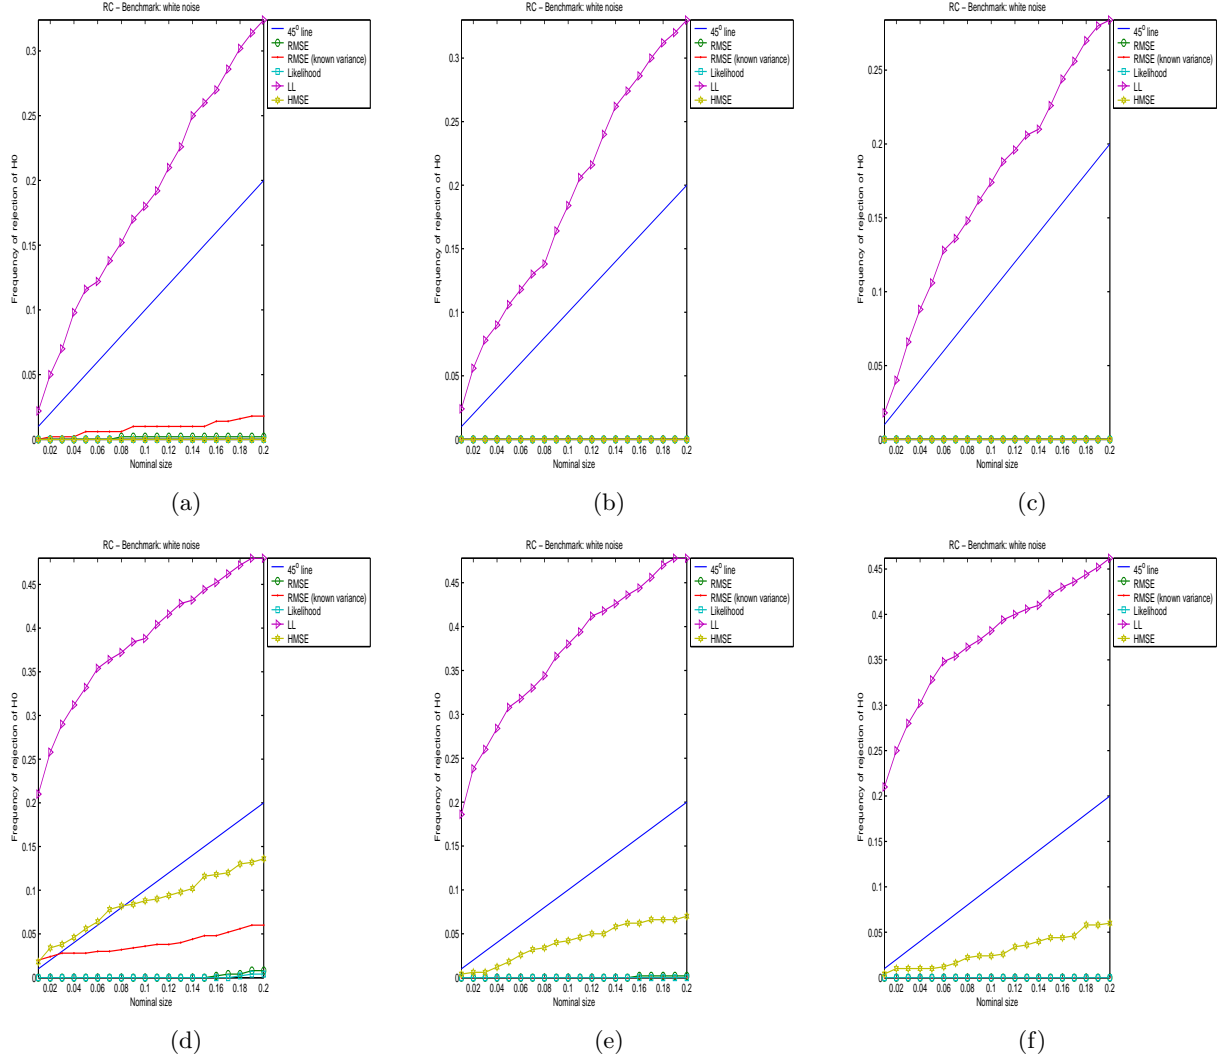 RC – Benchmark: white noise
Frequency of rejection of H0
0.3
0.25
0.2
0.15
0.1
0.05
0
0.02 0.04 0.06 0.08 0.1 0.12 0.14 0.16 0.18 0.2
Nominal size
45° line
RMSE
RMSE (known variance)
Likelihood
LL
HMSE
(a)
RC – Benchmark: white noise
Frequency of rejection of H0
0.3
0.25
0.2
0.15
0.1
0.05
0
0.02 0.04 0.06 0.08 0.1 0.12 0.14 0.16 0.18 0.2
Nominal size
45° line
RMSE
RMSE (known variance)
Likelihood
LL
HMSE
(b)
RC – Benchmark: white noise
Frequency of rejection of H0
0.25
0.2
0.15
0.1
0.05
0
0.02 0.04 0.06 0.08 0.1 0.12 0.14 0.16 0.18 0.2
Nominal size
45° line
RMSE
RMSE (known variance)
Likelihood
LL
HMSE
(c)
RC – Benchmark: white noise
Frequency of rejection of H0
0.45
0.4
0.35
0.3
0.25
0.2
0.15
0.1
0.05
0
0.02 0.04 0.06 0.08 0.1 0.12 0.14 0.16 0.18 0.2
Nominal size
45° line
RMSE
RMSE (known variance)
Likelihood
LL
HMSE
(d)
RC – Benchmark: white noise
Frequency of rejection of H0
0.45
0.4
0.35
0.3
0.25
0.2
0.15
0.1
0.05
0
0.02 0.04 0.06 0.08 0.1 0.12 0.14 0.16 0.18 0.2
Nominal size
45° line
RMSE
RMSE (known variance)
Likelihood
LL
HMSE
(e)
RC – Benchmark: white noise
Frequency of rejection of H0
0.45
0.4
0.35
0.3
0.25
0.2
0.15
0.1
0.05
0
0.02 0.04 0.06 0.08 0.1 0.12 0.14 0.16 0.18 0.2
Nominal size
45° line
RMSE
RMSE (known variance)
Likelihood
LL
HMSE
(f)